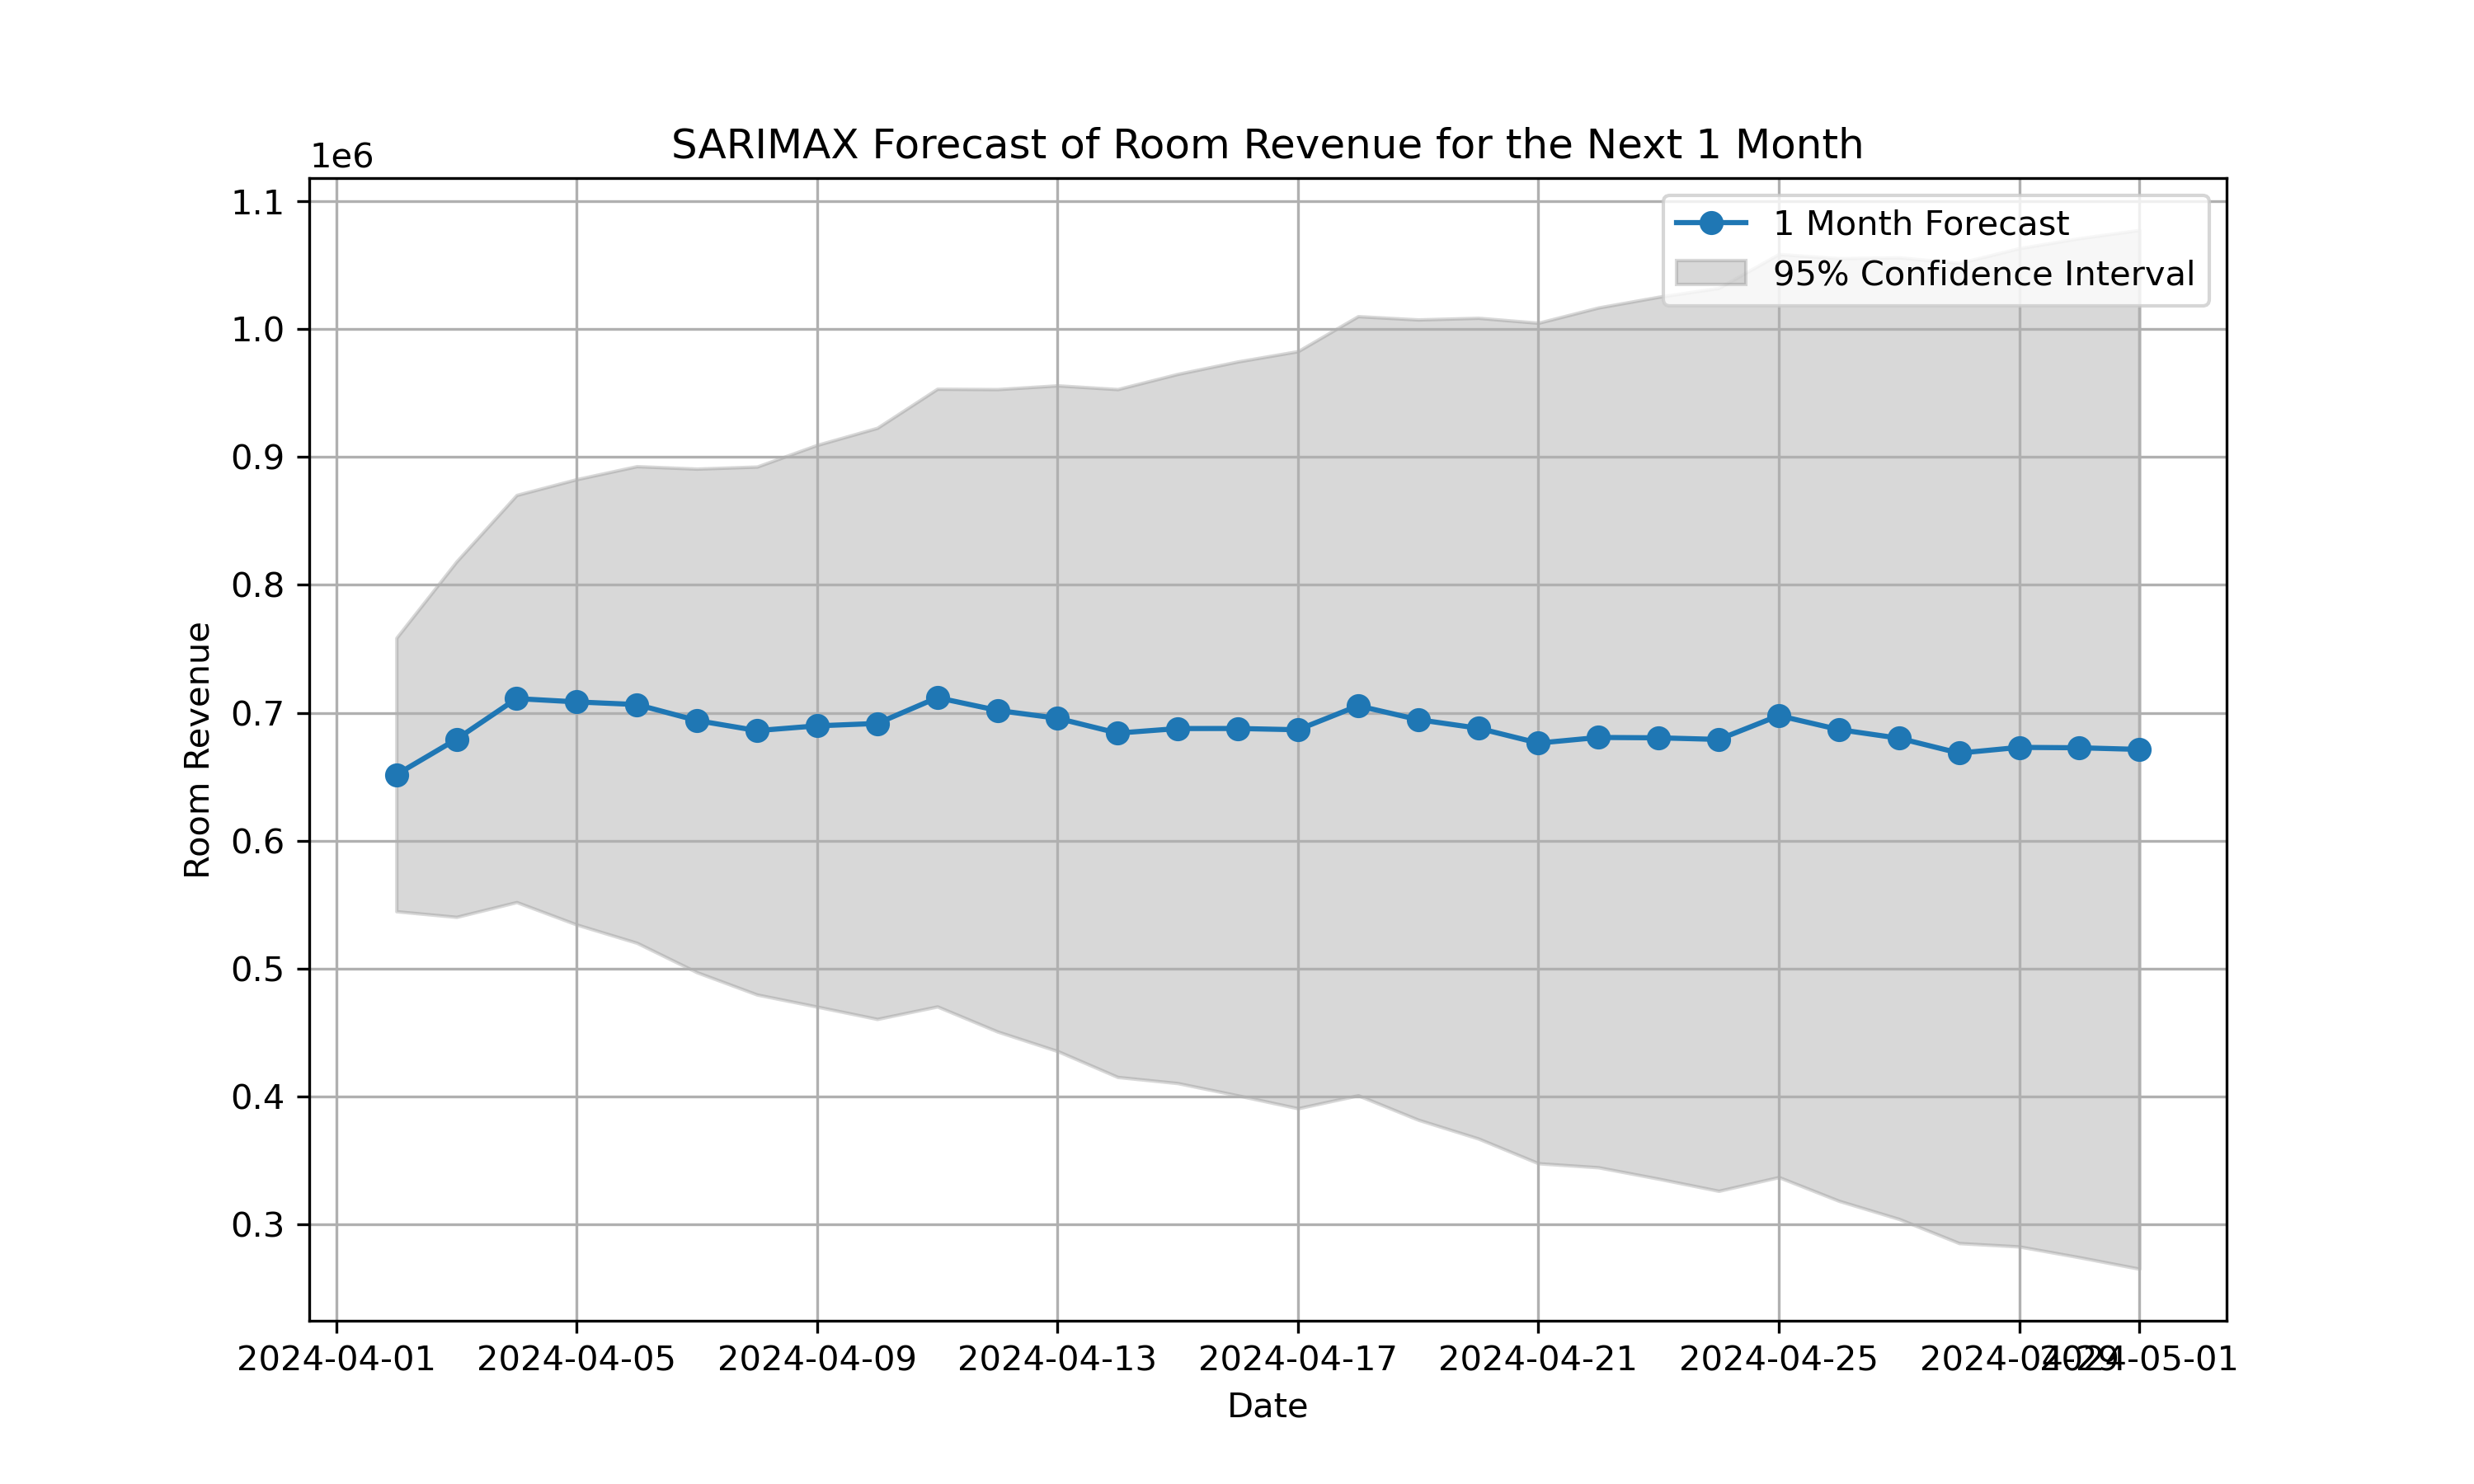 SARIMAX Forecast of Room Revenue for the Next 1 Month
1e6
1 Month Forecast
95% Confidence Interval
1.1
1.0
0.9
0.8
0.7
0.6
0.5
0.4
0.3
Room Revenue
2024-04-01 2024-04-05 2024-04-09 2024-04-13 2024-04-17 2024-04-21 2024-04-25 2024-04-29 2024-05-01
Date